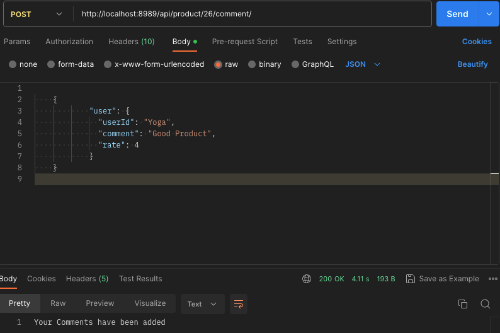 POST http://localhost:8989/api/product/26/comment/ Send
Params Authorization Headers (10) Body Pre-request Script Tests Settings Cookies
none form-data x-www-form-urlencoded raw binary GraphQL JSON Beautify
1
2 {
3 "user": {
4 "userId": "Yoga",
5 "comment": "Good Product",
6 "rate": 4
7 }
8 }
9
Body Cookies Headers (5) Test Results 200 OK 4.11 s 193 B Save as Example
Pretty Raw Preview Visualize Text
1 Your Comments have been added